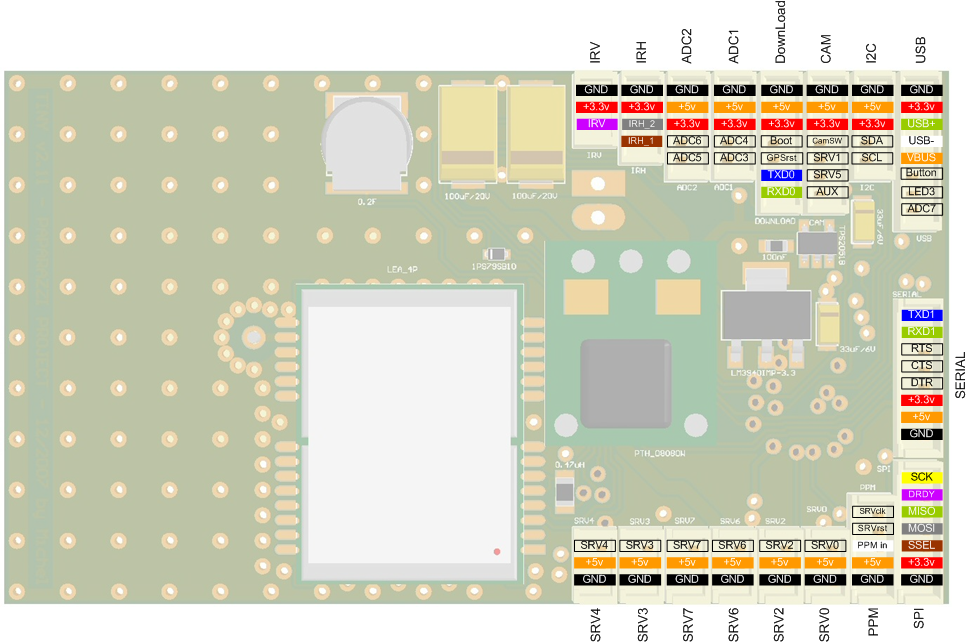 IRV IRH ADC2 ADC1 DownLoad CAM I2C USB
GND GND GND GND GND GND GND GND
+3.3v +3.3v +5v +5v +5v +5v +5v +3.3v
IRV IRH_2 +3.3v +3.3v +3.3v +3.3v +3.3v USB+
IRH_1 ADC6 ADC4 Boot CamSW SDA USB-
IRV ADC5 ADC3 GPSrst SRV1 SCL VBUS
IRH TXD0 SRV5 Button
ADC2 ADC1 RXD0 AUX I2C LED3
0.2F 100uF/20V 100uF/20V ADC7
DOWNLOAD CAM
33uF/6V
TPS2051B
USB
100nF
1PS79SB10
LEA_4P
SERIAL
TXD1
RXD1
RTS
33uF/6V
CTS
LM3940IMP-3.3
DTR
+3.3v
+5v
GND
SERIAL
PTH_08080W
0.47uH
SPI
SCK
PPM DRDY
SRVclk MISO
SRV4 SRV3 SRV7 SRV6 SRV2 SRV0
SRVrst MOSI
SRV4 SRV3 SRV7 SRV6 SRV2 SRV0 PPM in SSEL
+5v +5v +5v +5v +5v +5v +5v +3.3v
GND GND GND GND GND GND GND GND
SRV4 SRV3 SRV7 SRV6 SRV2 SRV0 PPM SPI